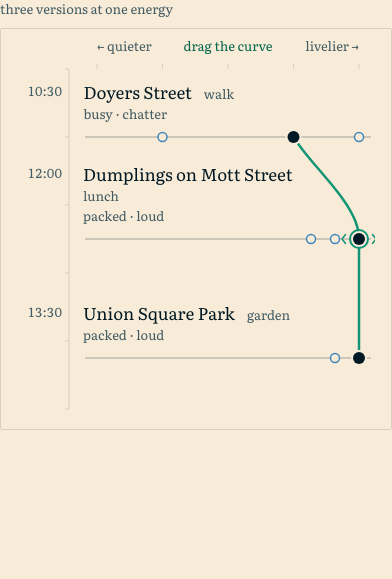 three versions at one energy
← quieter drag the curve livelier →
10:30 Doyers Street walk
busy · chatter
12:00 Dumplings on Mott Street
lunch
packed · loud
13:30 Union Square Park garden
packed · loud